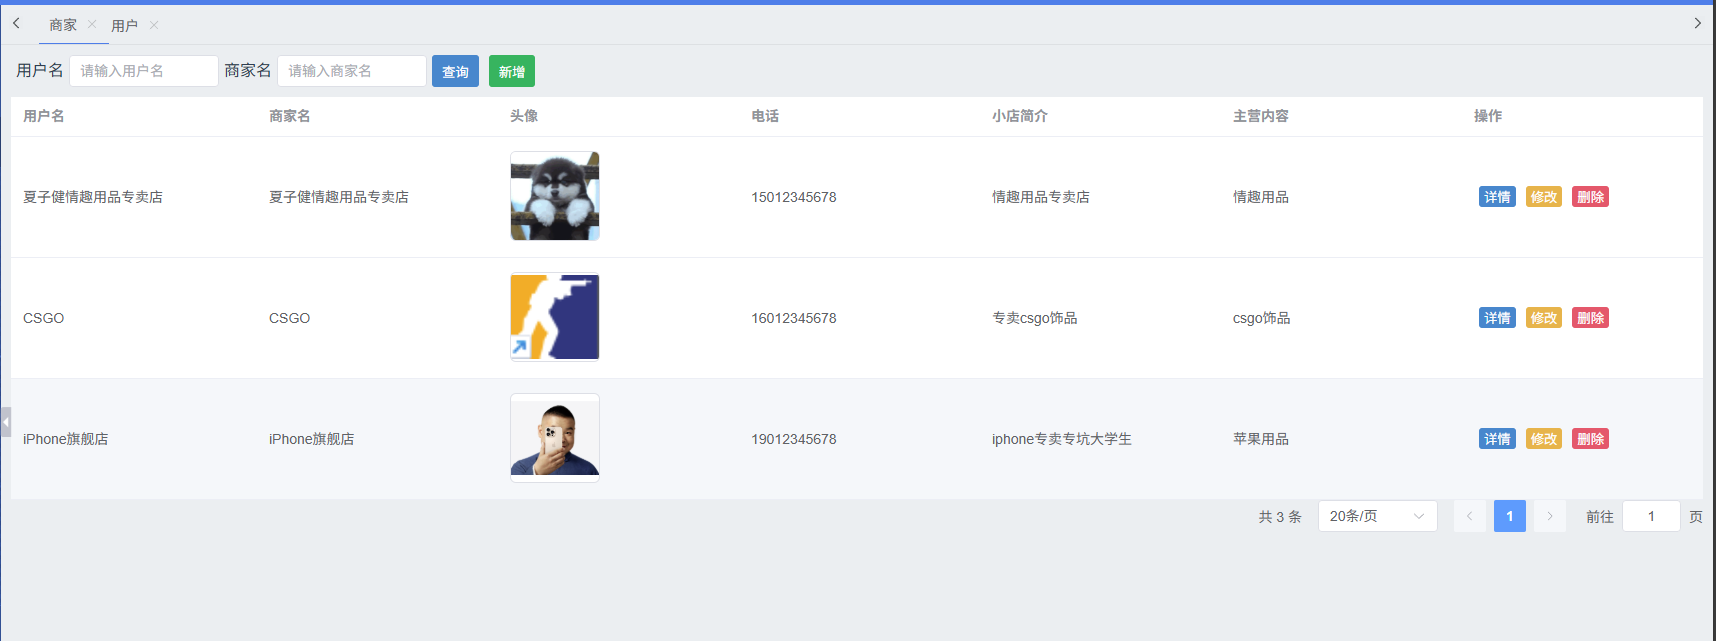 商家 用户
用户名 请输入用户名 商家名 请输入商家名 查询 新增
用户名 商家名 头像 电话 小店简介 主营内容 操作
夏子健情趣用品专卖店 夏子健情趣用品专卖店 15012345678 情趣用品专卖店 情趣用品 详情 修改 删除
CSGO CSGO 16012345678 专卖csgo饰品 csgo饰品 详情 修改 删除
iPhone旗舰店 iPhone旗舰店 19012345678 iphone专卖专坑大学生 苹果用品 详情 修改 删除
共 3 条 20条/页 1 前往 1 页